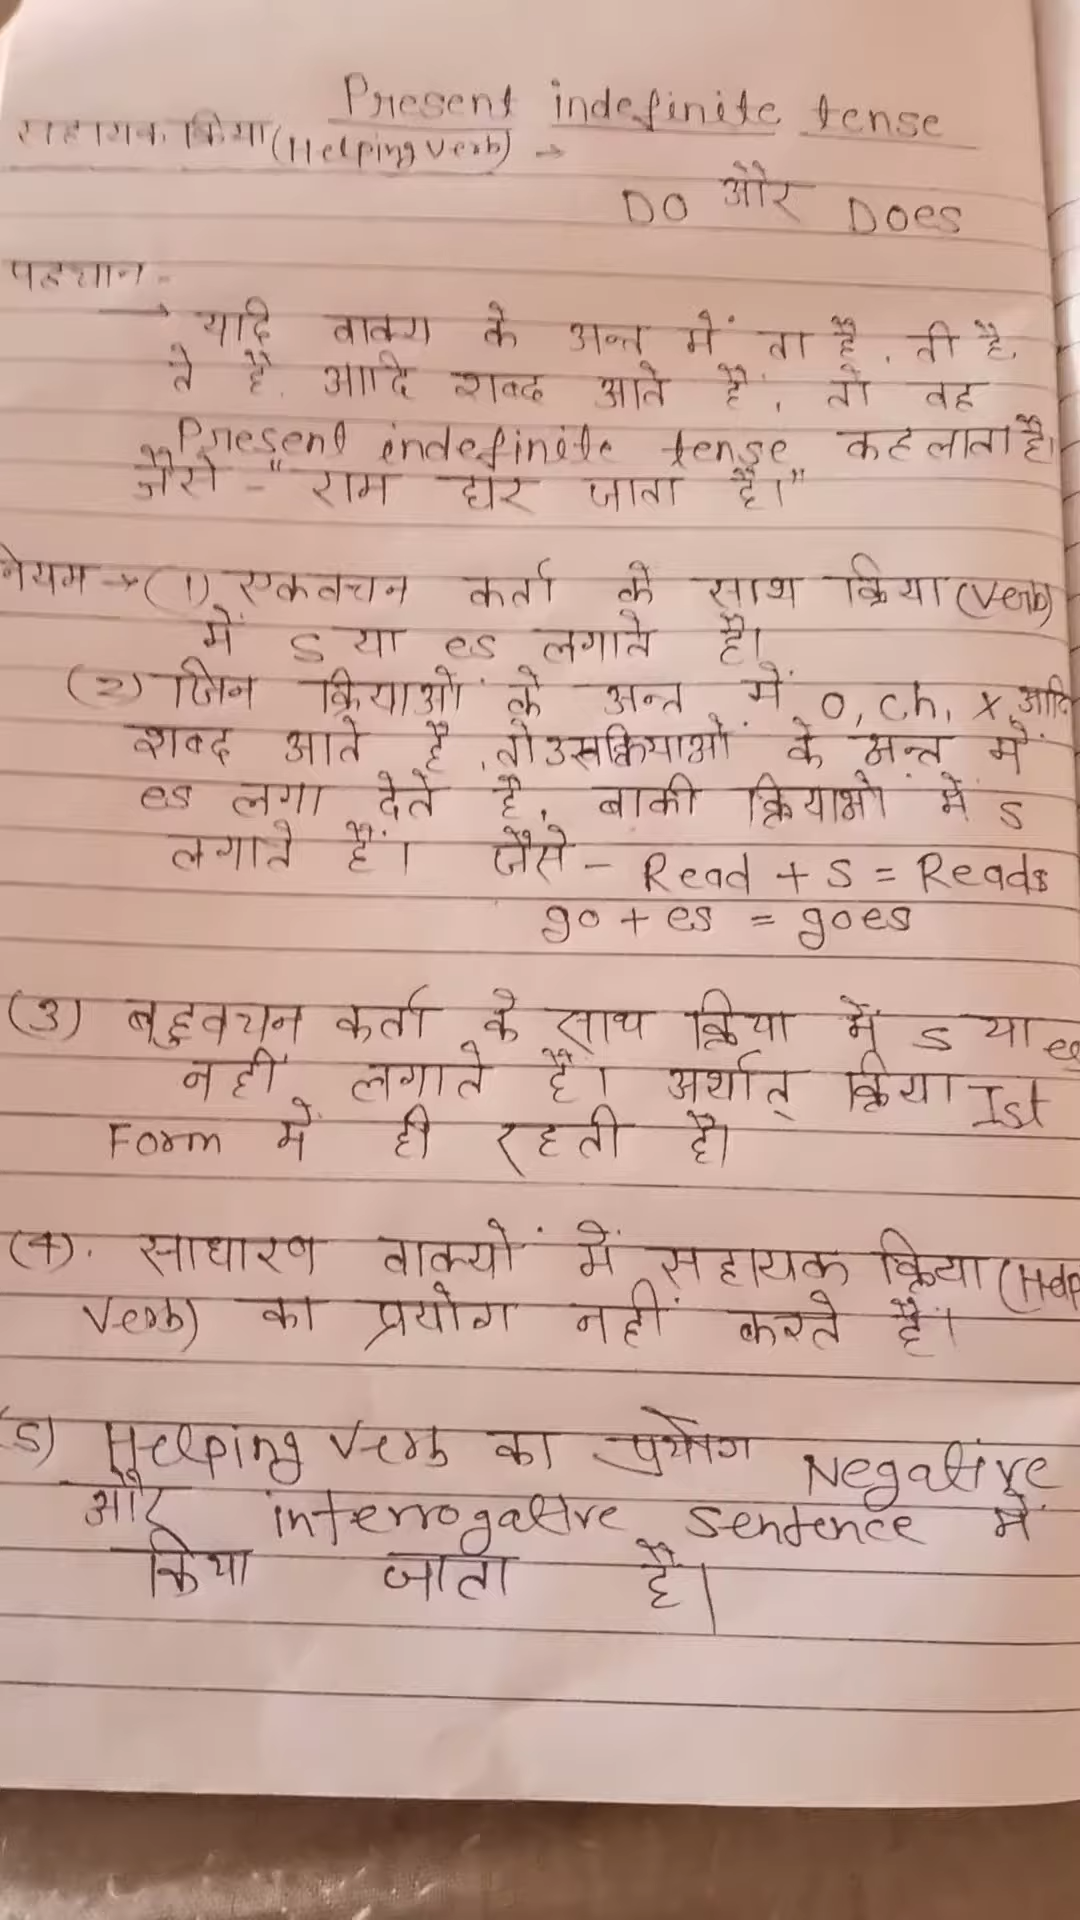 Present indefinite tense
सहायक क्रिया (Helping verb) →
DO और Does
पहचान -
→ यदि वाक्य के अन्त में ता है, ती है,
ते है, आदि शब्द आते हैं, तो वह
Present indefinite tense कहलाता है।
जैसे - "राम घर जाता है।"
नियम → (1) एकवचन कर्ता के साथ क्रिया (Verb)
में s या es लगाते है।
(2) जिन क्रियाओं के अन्त में o, ch, x आदि
शब्द आते है, तो उस क्रियाओं के अन्त में
es लगा देते है, बाकी क्रियाओं में s
लगाते हैं। जैसे - Read + s = Reads
go + es = goes
(3) बहुवचन कर्ता के साथ क्रिया में s या es
नहीं लगाते हैं। अर्थात् क्रिया Ist
Form में ही रहती है।
(4). साधारण वाक्यों में सहायक क्रिया (Help
Verb) का प्रयोग नहीं करते हैं।
(5) Helping Verb का प्रयोग Negative
और interrogative sentence में
किया जाता है।